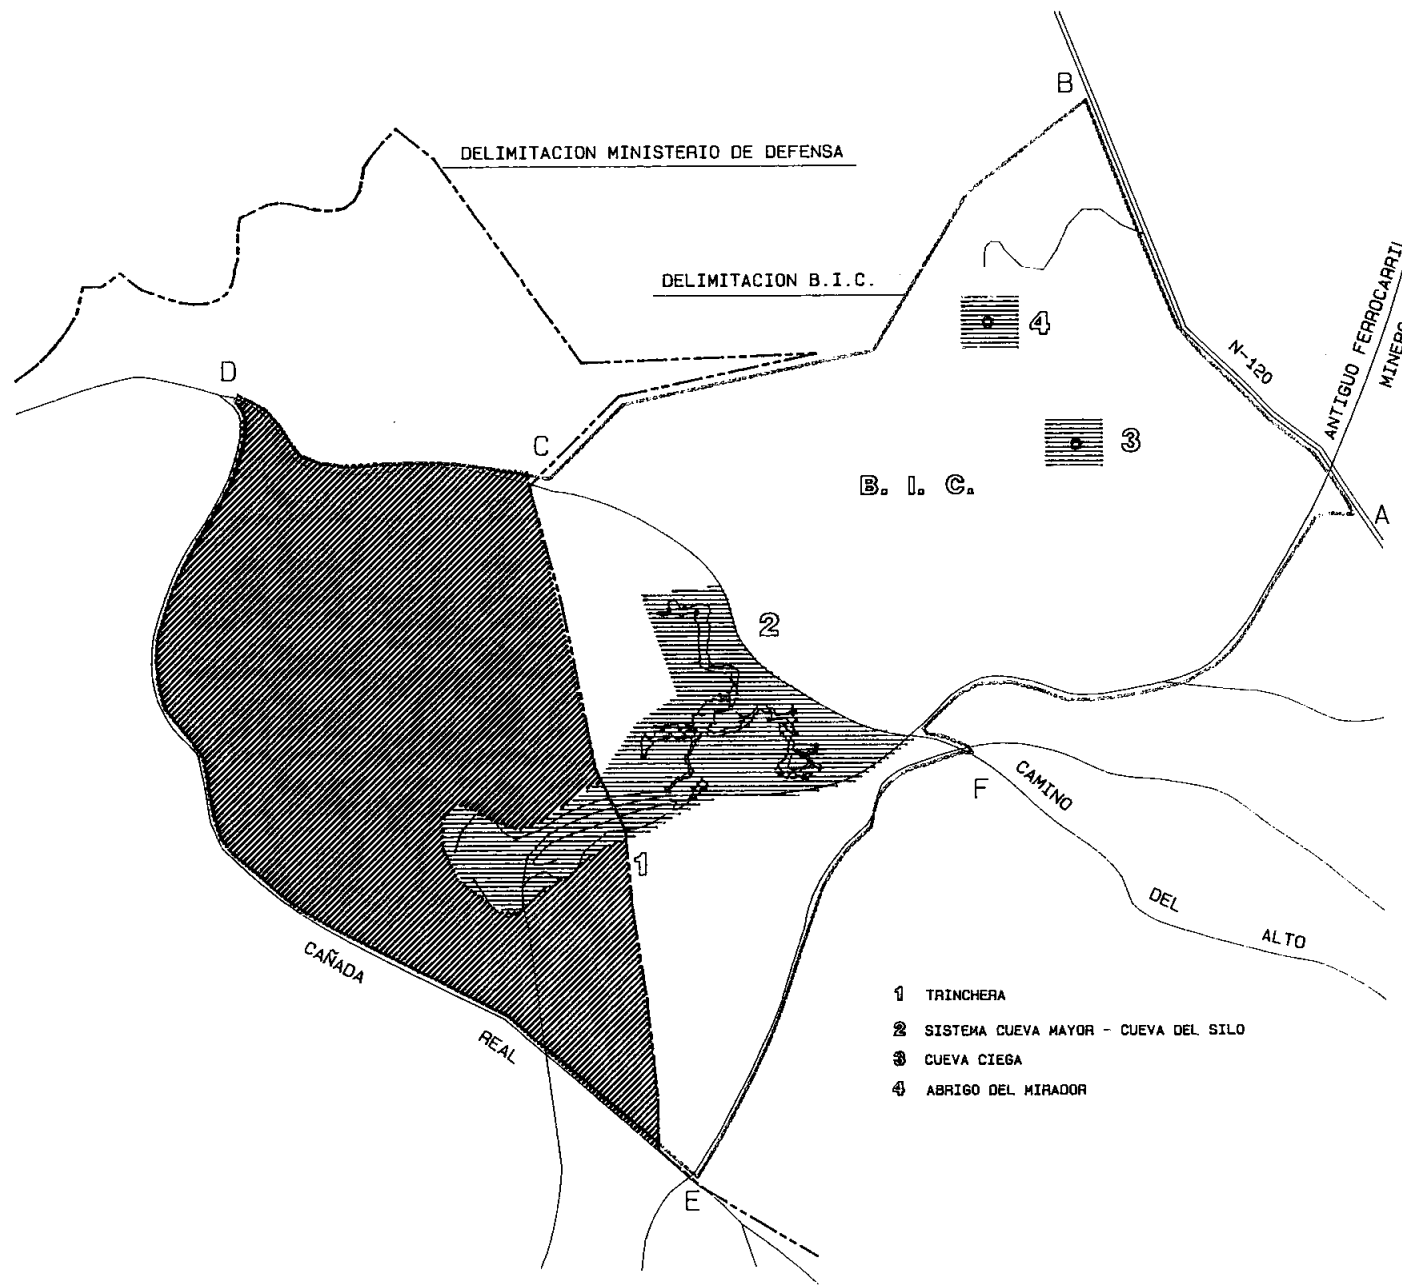 B
DELIMITACION MINISTERIO DE DEFENSA
DELIMITACION B.I.C.
4
N-120
ANTIGUO FERROCARRIL
MINERO
D
C
3
B. I. C.
A
2
F
CAMINO
1
DEL
ALTO
CAÑADA
REAL
1 TRINCHERA
2 SISTEMA CUEVA MAYOR - CUEVA DEL SILO
3 CUEVA CIEGA
4 ABRIGO DEL MIRADOR
E